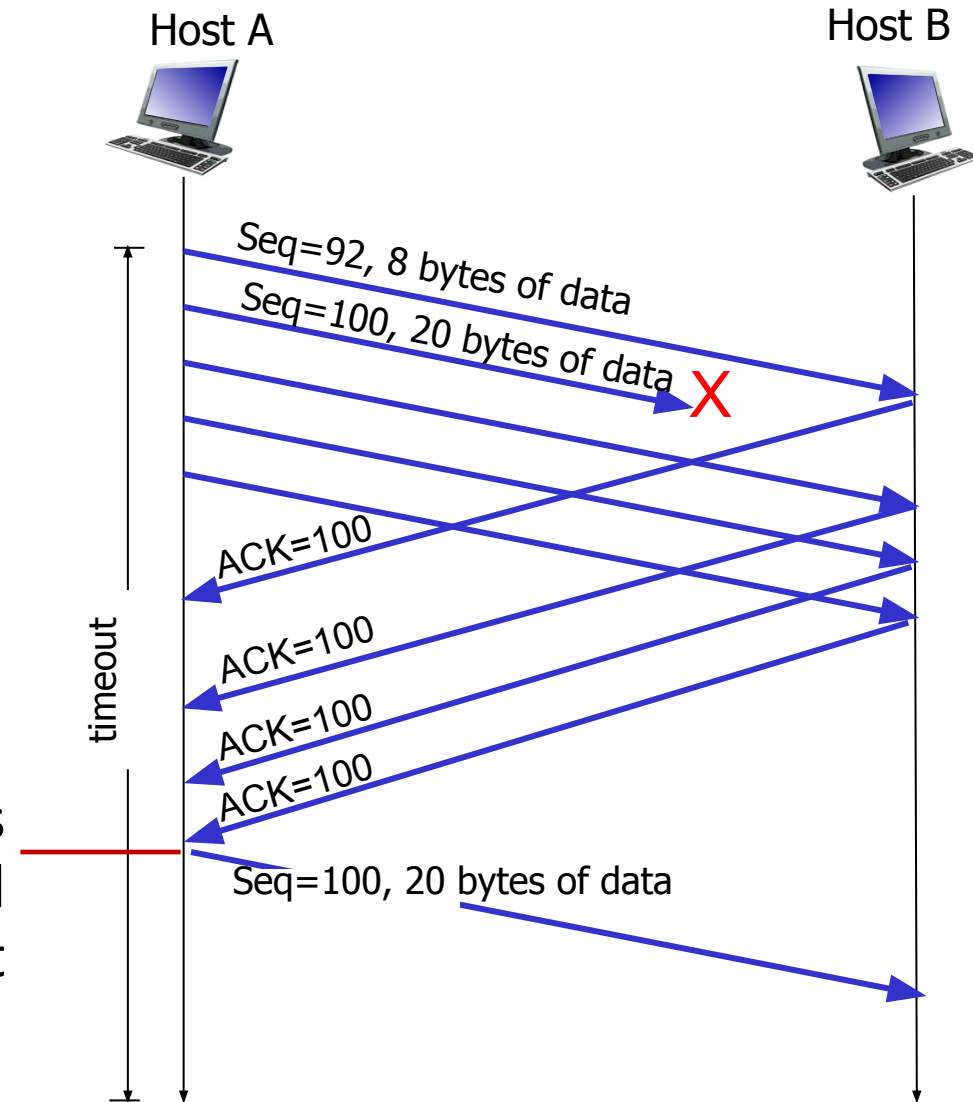 Host A
Host B
Seq=92, 8 bytes of data
Seq=100, 20 bytes of data
X
ACK=100
ACK=100
ACK=100
ACK=100
timeout
Seq=100, 20 bytes of data